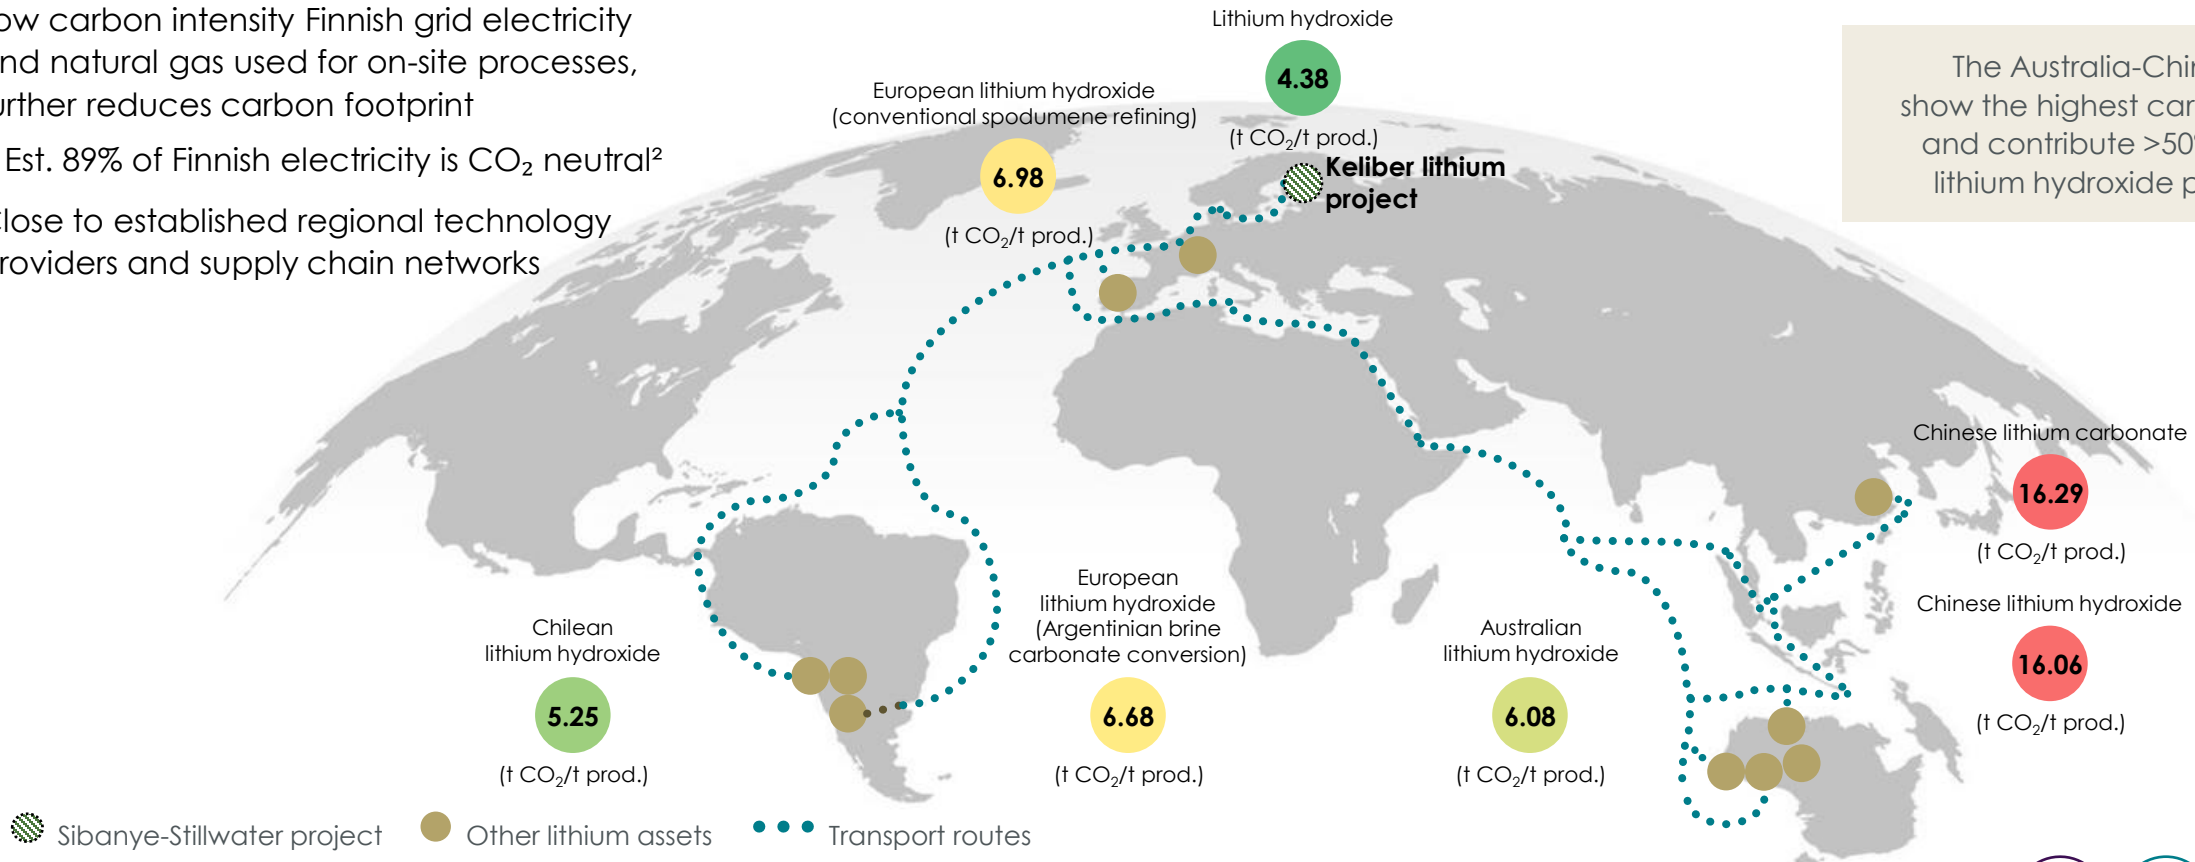 ow carbon intensity Finnish grid electricity
nd natural gas used for on-site processes,
urther reduces carbon footprint
Est. 89% of Finnish electricity is CO₂ neutral²
Close to established regional technology
roviders and supply chain networks
Lithium hydroxide
4.38
(t CO₂/t prod.)
Keliber lithium
project
European lithium hydroxide
(conventional spodumene refining)
6.98
(t CO₂/t prod.)
The Australia-Chin
show the highest car
and contribute >50%
lithium hydroxide p
Chinese lithium carbonate
16.29
(t CO₂/t prod.)
Chinese lithium hydroxide
16.06
(t CO₂/t prod.)
Chilean
lithium hydroxide
5.25
(t CO₂/t prod.)
European
lithium hydroxide
(Argentinian brine
carbonate conversion)
6.68
(t CO₂/t prod.)
Australian
lithium hydroxide
6.08
(t CO₂/t prod.)
Sibanye-Stillwater project
Other lithium assets
Transport routes